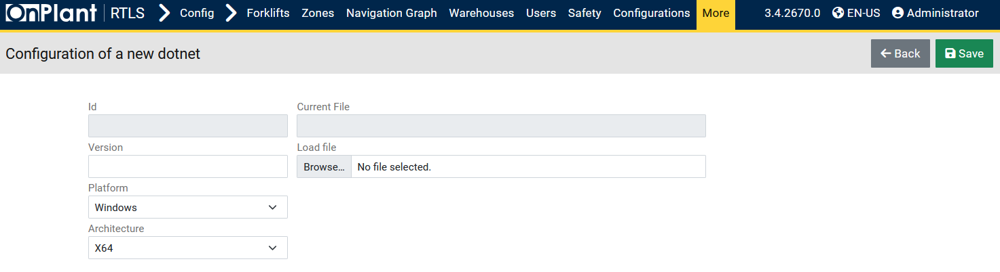 OnPlant RTLS Config Forklifts Zones Navigation Graph Warehouses Users Safety Configurations More 3.4.2670.0 EN-US Administrator
Configuration of a new dotnet Back Save
Id Current File
Version Load file
Browse... No file selected.
Platform
Windows
Architecture
X64